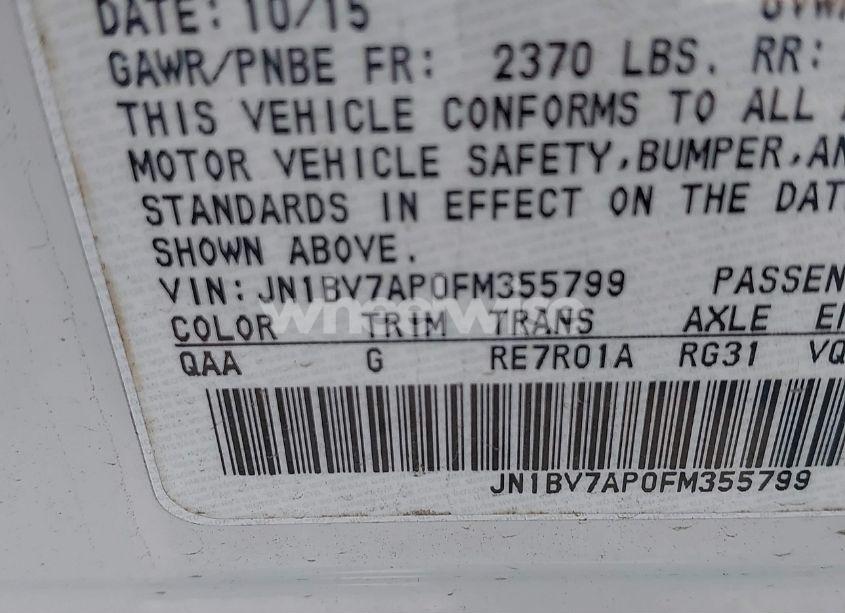 DATE: 10/15
GAWR/PNBE FR: 2370 LBS. RR:
THIS VEHICLE CONFORMS TO ALL
MOTOR VEHICLE SAFETY,BUMPER,AN
STANDARDS IN EFFECT ON THE DAT
SHOWN ABOVE.
VIN: JN1BV7AP0FM355799 PASSEN
COLOR TRIM TRANS AXLE
QAA G RE7R01A RG31 VQ
JN1BV7AP0FM355799